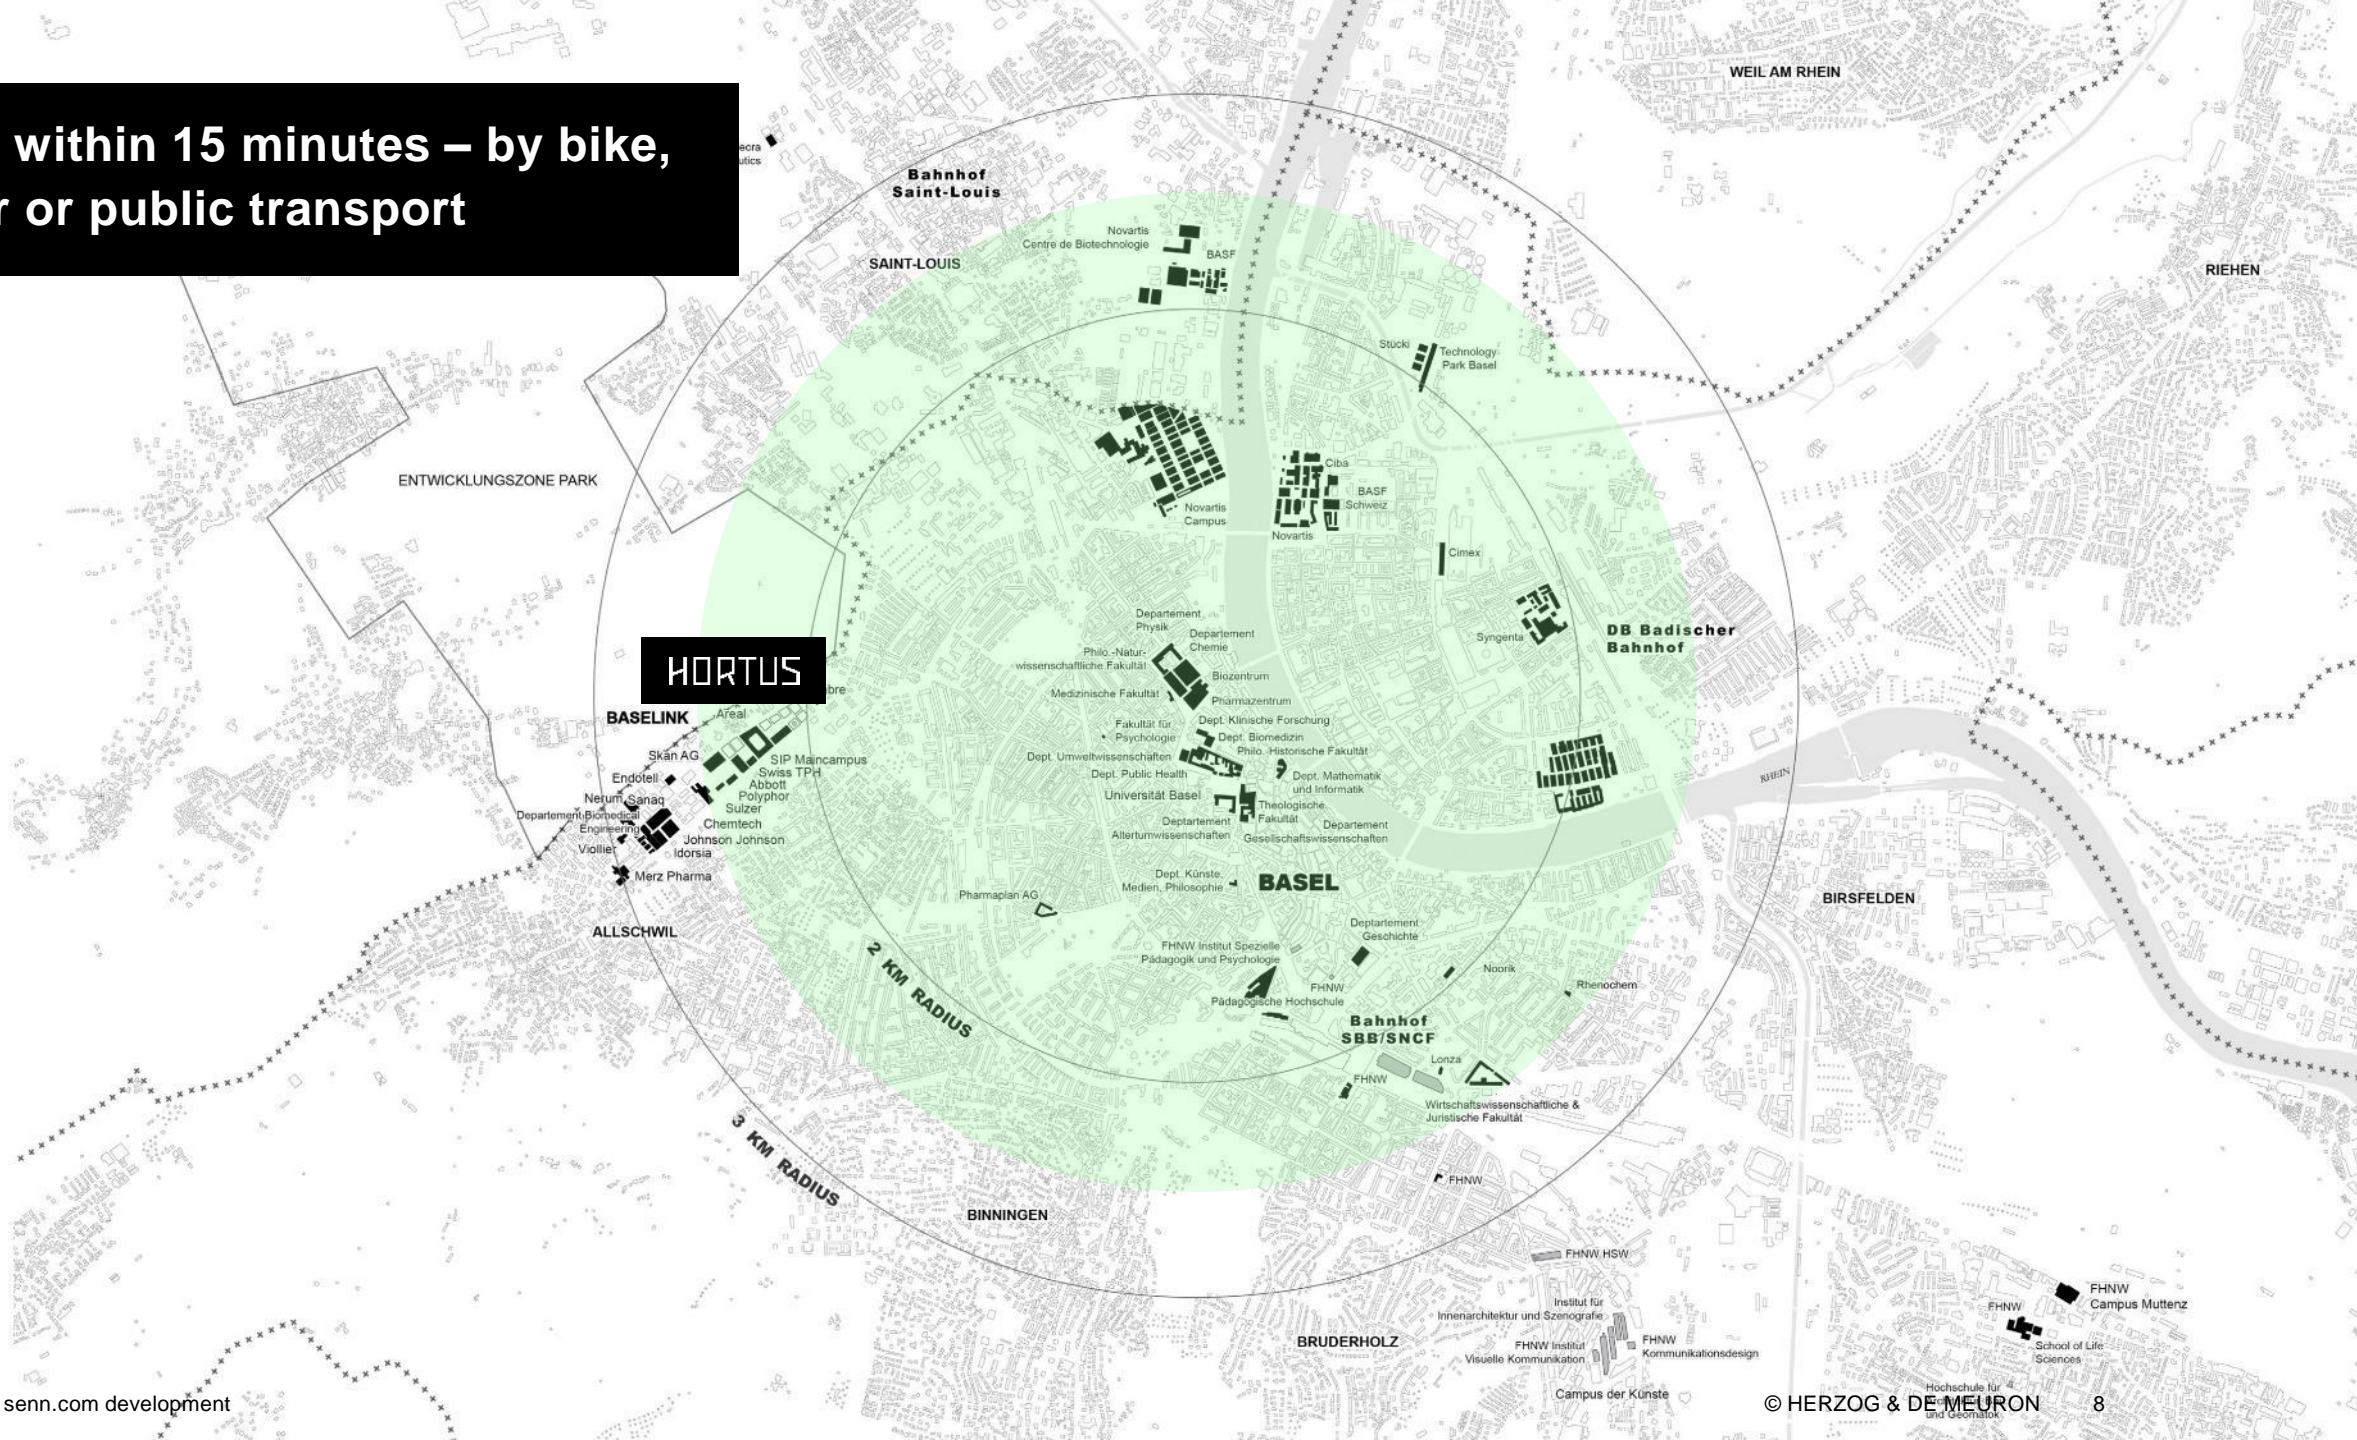 within 15 minutes – by bike,
or public transport
WEIL AM RHEIN
Bahnhof
Saint-Louis
Novartis
Centre de Biotechnologie
BASF
SAINT-LOUIS
RIEHEN
Stücki
Technology
Park Basel
ENTWICKLUNGSZONE PARK
Ciba
BASF
Schweiz
Novartis
Campus
Novartis
Cimex
Departement
Physik
Departement
Chemie
Syngenta
DB Badischer
Bahnhof
Philo.-Natur-
wissenschaftliche Fakultät
HORTUS
Biozentrum
Medizinische Fakultät
Pharmazentrum
BASELINK
Areal
Fakultät für
Psychologie
Dept. Klinische Forschung
Dept. Biomedizin
Philo. Historische Fakultät
Dept. Umweltwissenschaften
Skan AG
SIP Maincampus
Swiss TPH
Abbott
Polyphor
Sulzer
Chemtech
Johnson Johnson
Idorsia
Endotell
Nerum
Sanaq
Departement Biomedical
Engineering
Viollier
Merz Pharma
Dept. Public Health
Dept. Mathematik
und Informatik
RHEIN
Universität Basel
Theologische
Fakultät
Deptartement
Altertumwissenschaften
Departement
Gesellschaftswissenschaften
Dept. Künste,
Medien, Philosophie
BASEL
Pharmaplan AG
BIRSFELDEN
ALLSCHWIL
Deptartement
Geschichte
FHNW Institut Spezielle
Pädagogik und Psychologie
2 KM RADIUS
Noorik
Rhenochem
FHNW
Pädagogische Hochschule
Bahnhof
SBB/SNCF
Lonza
FHNW
Wirtschaftswissenschaftliche &
Juristische Fakultät
3 KM RADIUS
FHNW
BINNINGEN
FHNW HSW
Institut für
Innenarchitektur und Szenografie
BRUDERHOLZ
FHNW Institut
Visuelle Kommunikation
FHNW
Kommunikationsdesign
Campus der Künste
FHNW
Campus Muttenz
FHNW
School of Life
Sciences
Hochschule für
und Geomatok
senn.com development
© HERZOG & DE MEURON
8